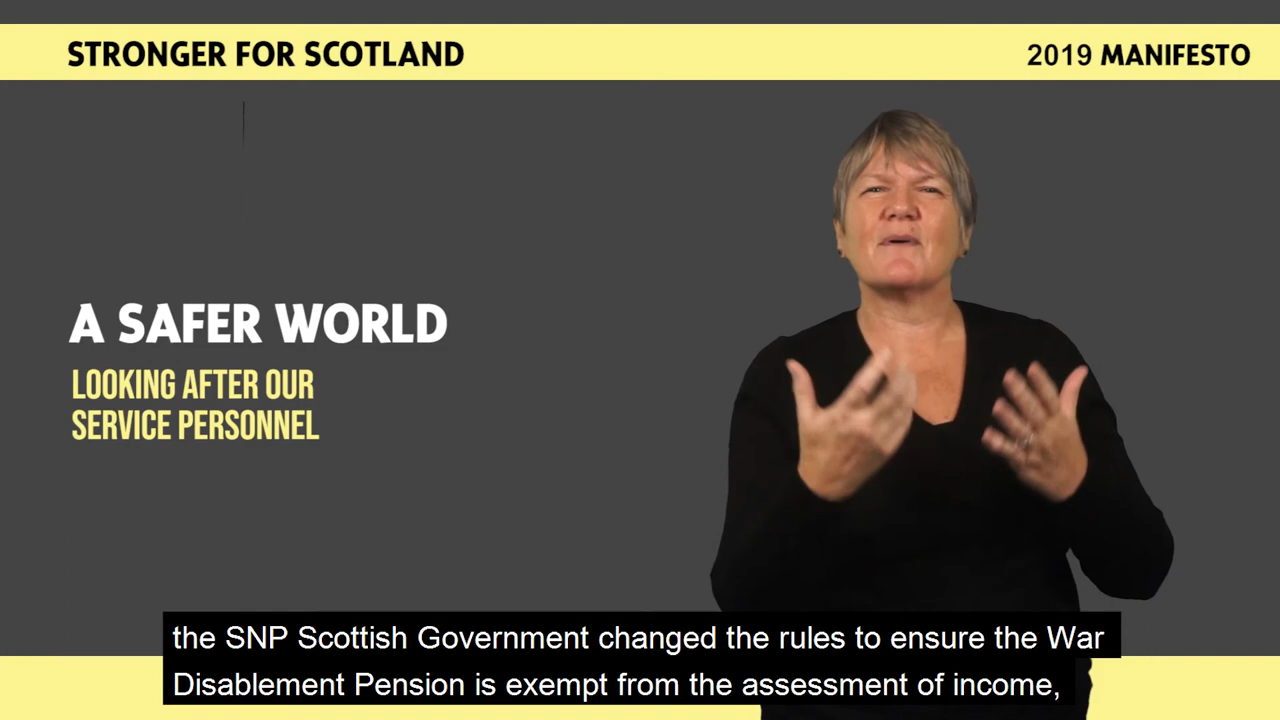 STRONGER FOR SCOTLAND
2019 MANIFESTO
A SAFER WORLD
LOOKING AFTER OUR
SERVICE PERSONNEL
the SNP Scottish Government changed the rules to ensure the War
Disablement Pension is exempt from the assessment of income,